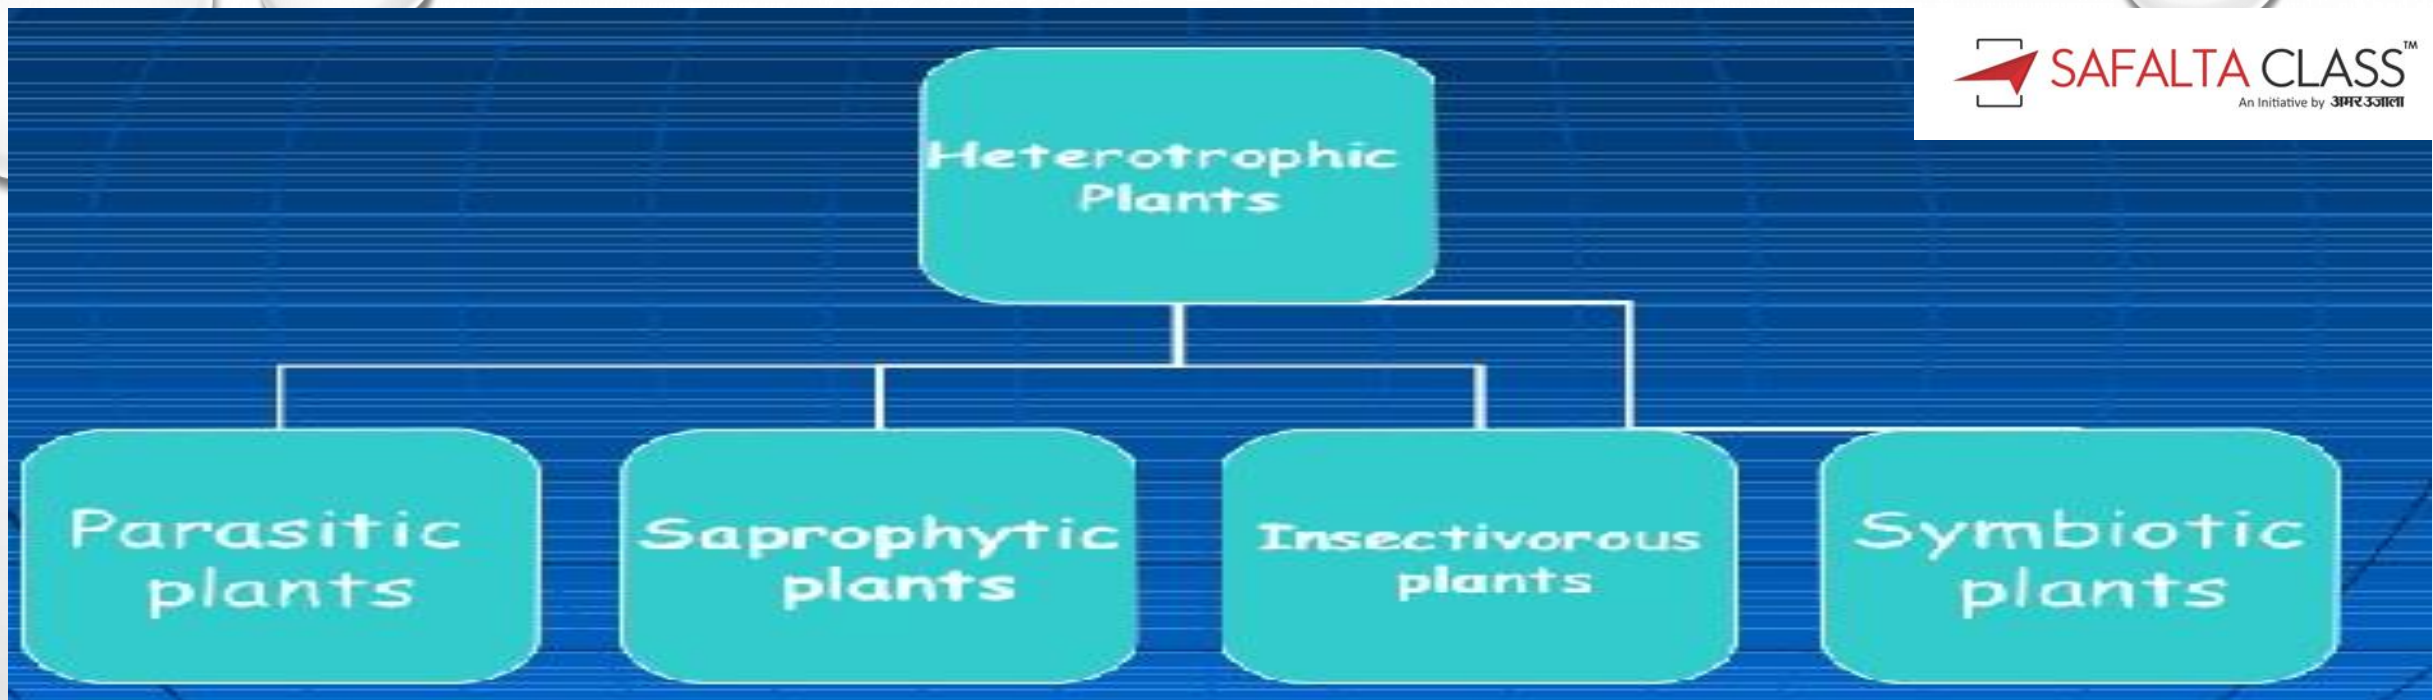 SAFALTA CLASS™
An Initiative by अमर उजाला
Heterotrophic
Plants
Parasitic
plants
Saprophytic
plants
Insectivorous
plants
Symbiotic
plants